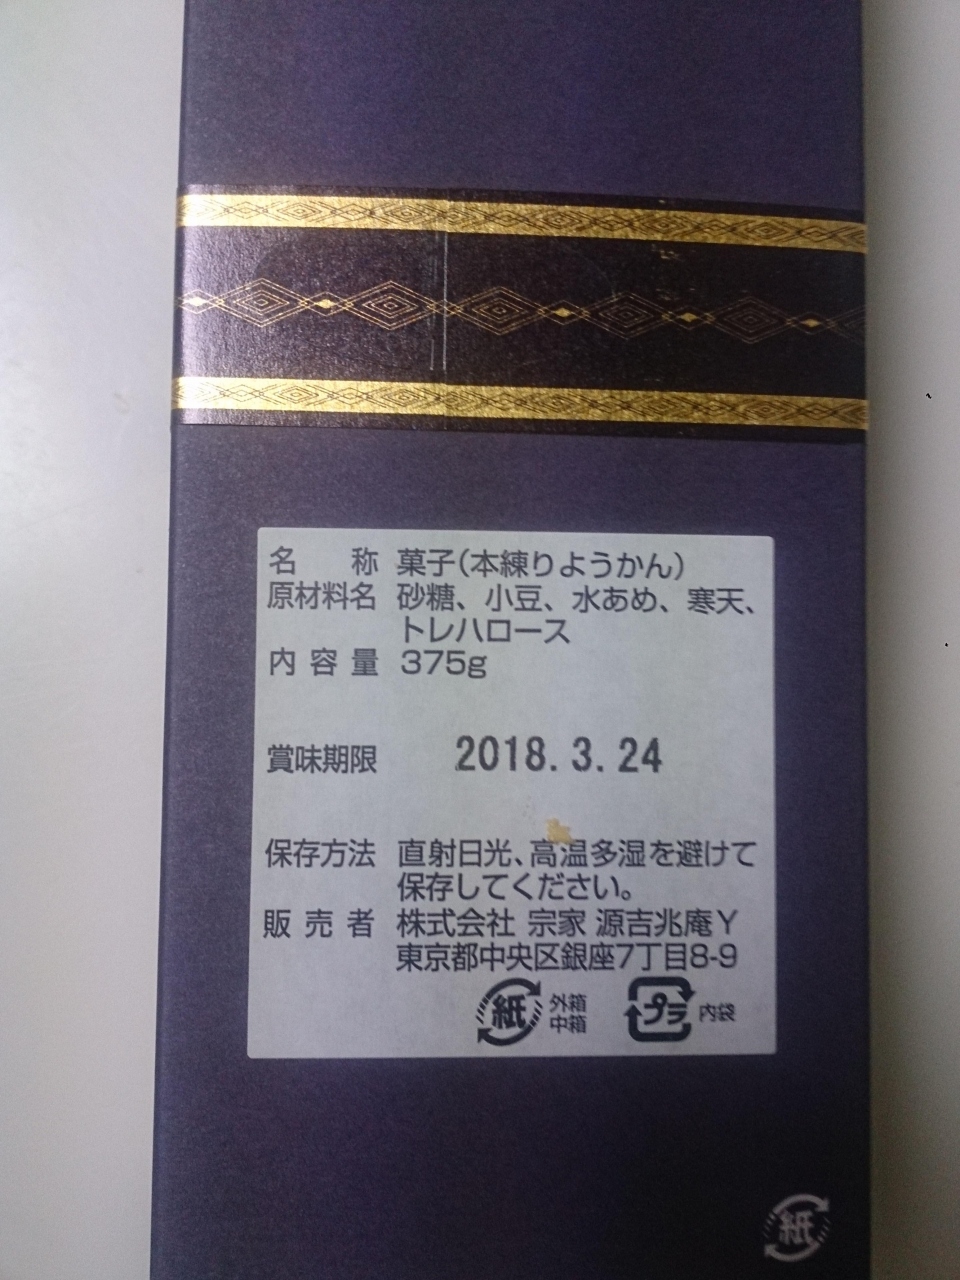 名称 菓子(本練りようかん)
原材料名 砂糖、小豆、水あめ、寒天、
トレハロース
内容量 375g
賞味期限 2018.3.24
保存方法 直射日光、高温多湿を避けて
保存してください。
販売者 株式会社 宗家 源吉兆庵Y
東京都中央区銀座7丁目8-9
紙 外箱 プラ 内袋
中箱
紙